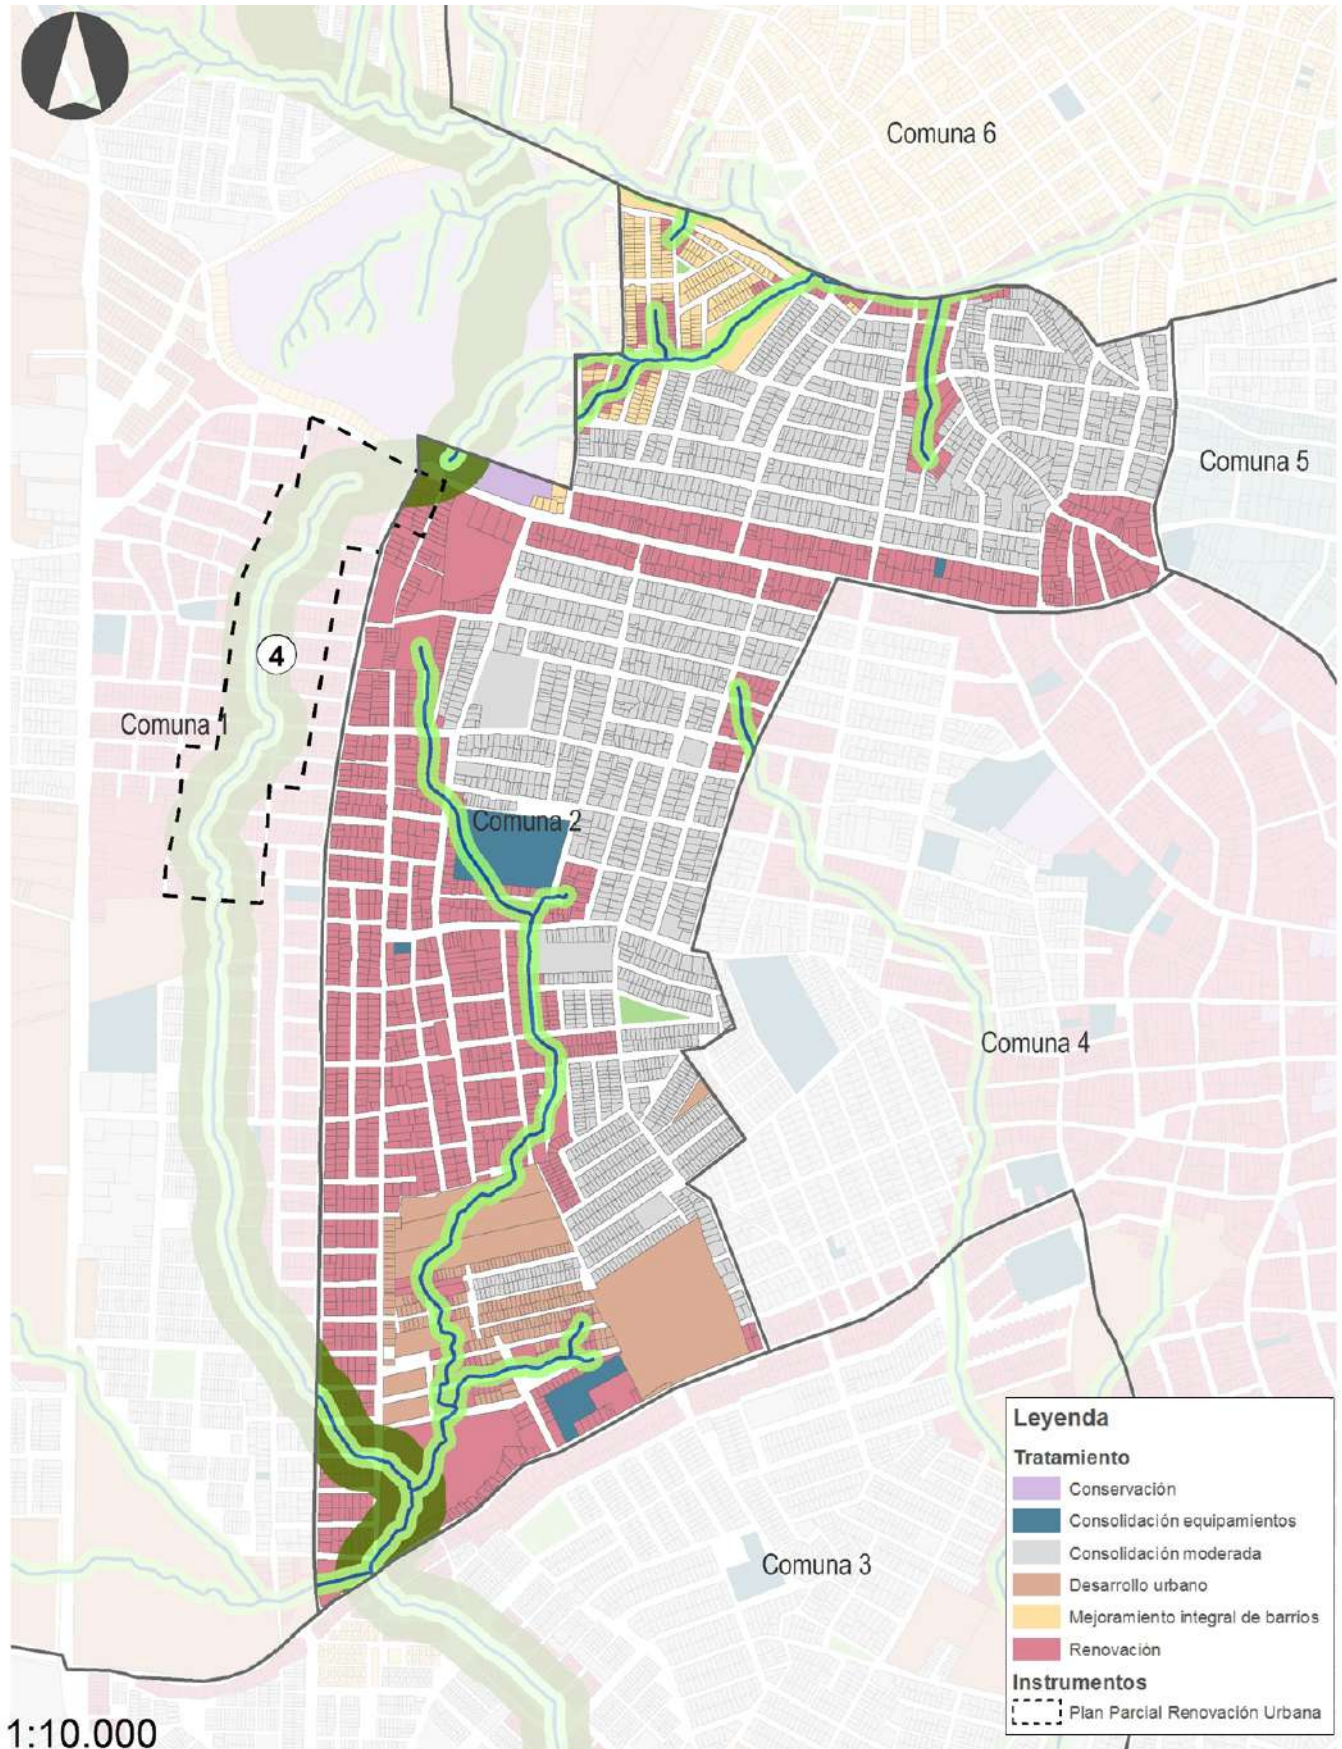 Comuna 6
Comuna 5
4
Comuna 1
Comuna 2
Comuna 4
Comuna 3
Leyenda
Tratamiento
Conservación
Consolidación equipamientos
Consolidación moderada
Desarrollo urbano
Mejoramiento integral de barrios
Renovación
Instrumentos
Plan Parcial Renovación Urbana
1:10.000